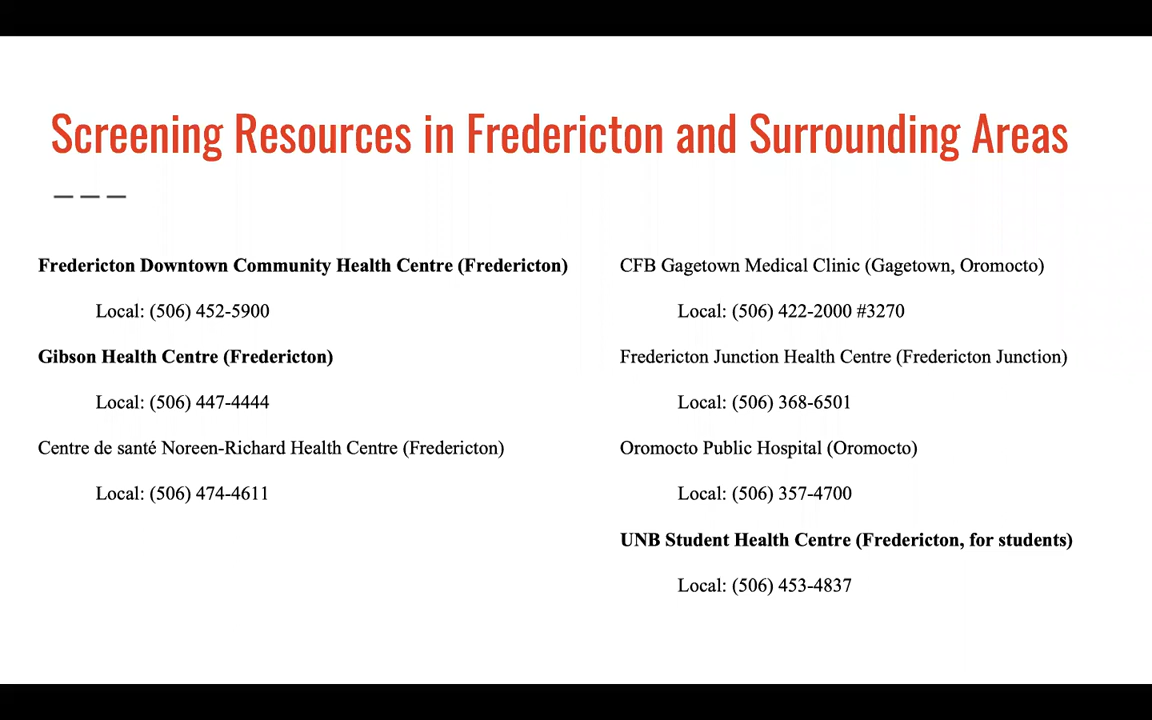 Screening Resources in Fredericton and Surrounding Areas
Fredericton Downtown Community Health Centre (Fredericton)
Local: (506) 452-5900
Gibson Health Centre (Fredericton)
Local: (506) 447-4444
Centre de santé Noreen-Richard Health Centre (Fredericton)
Local: (506) 474-4611
CFB Gagetown Medical Clinic (Gagetown, Oromocto)
Local: (506) 422-2000 #3270
Fredericton Junction Health Centre (Fredericton Junction)
Local: (506) 368-6501
Oromocto Public Hospital (Oromocto)
Local: (506) 357-4700
UNB Student Health Centre (Fredericton, for students)
Local: (506) 453-4837